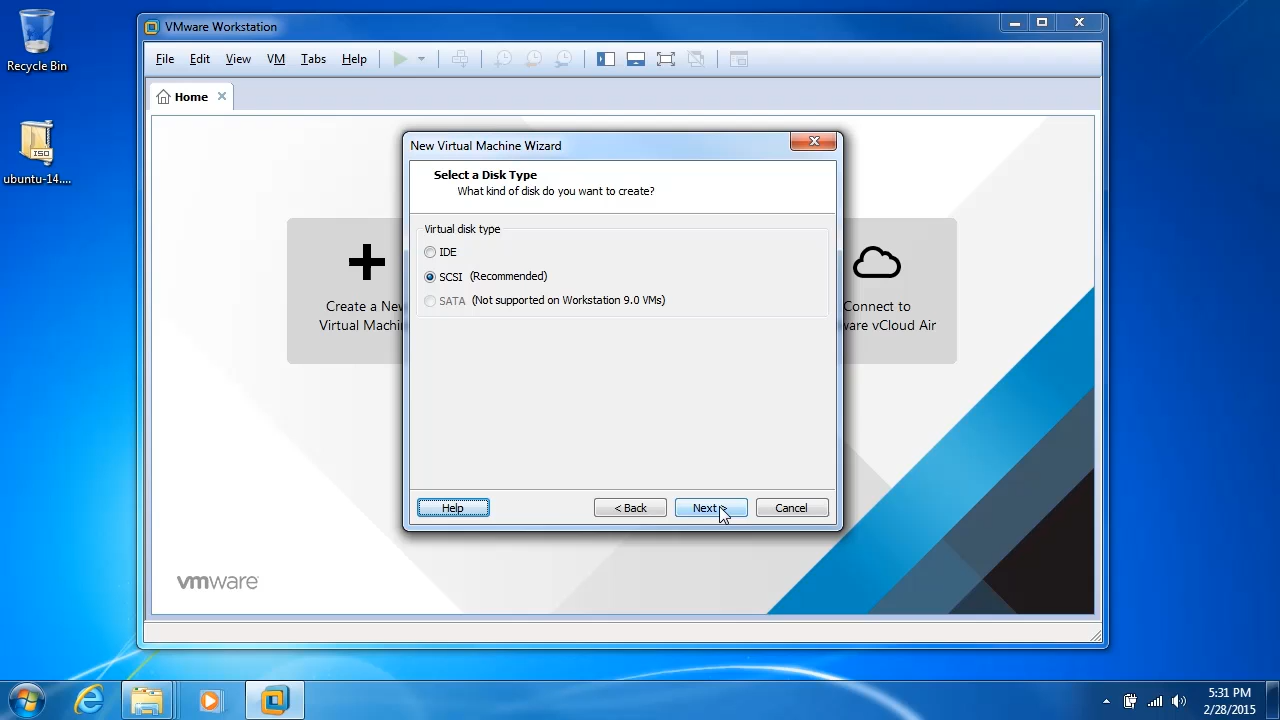 Recycle Bin
ubuntu-14....
ISO
VMware Workstation
File Edit View VM Tabs Help
Home
Create a New
Virtual Machi
Connect to
ware vCloud Air
New Virtual Machine Wizard
Select a Disk Type
What kind of disk do you want to create?
Virtual disk type
IDE
SCSI (Recommended)
SATA (Not supported on Workstation 9.0 VMs)
Help < Back Next > Cancel
vmware
5:31 PM
2/28/2015